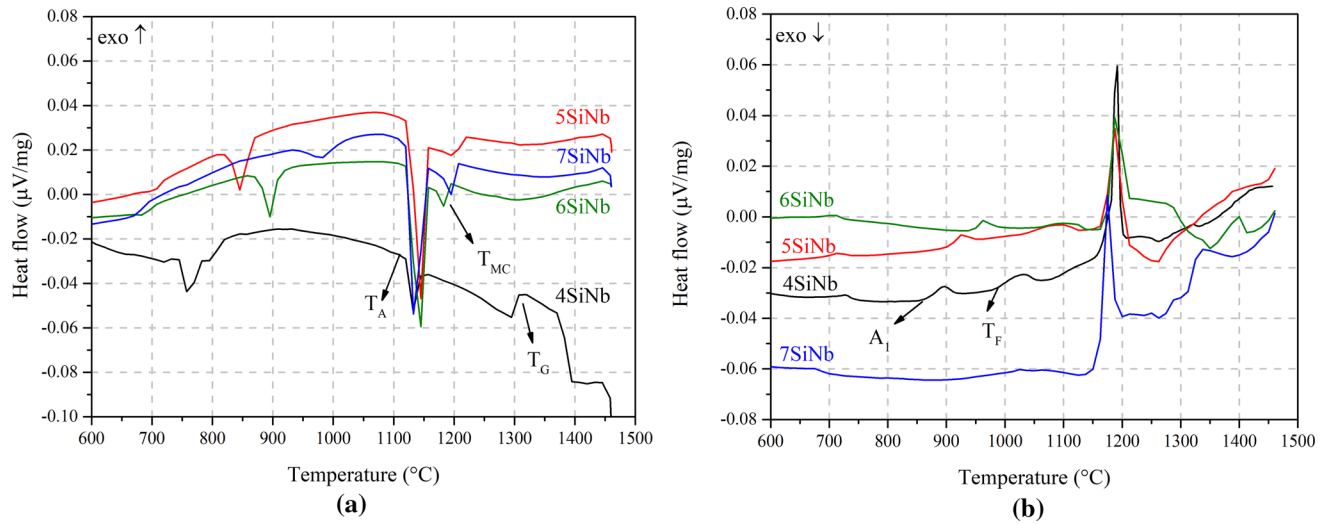 0.08
0.06
0.04
0.02
0.00
-0.02
-0.04
-0.06
-0.08
-0.10
Heat flow (µV/mg)
exo ↑
5SiNb
7SiNb
6SiNb
4SiNb
T_MC
T_A
T_G
600 700 800 900 1000 1100 1200 1300 1400 1500
Temperature (°C)
(a)
0.08
0.06
0.04
0.02
0.00
-0.02
-0.04
-0.06
-0.08
Heat flow (µV/mg)
exo ↓
6SiNb
5SiNb
4SiNb
7SiNb
A_1
T_F
600 700 800 900 1000 1100 1200 1300 1400 1500
Temperature (°C)
(b)